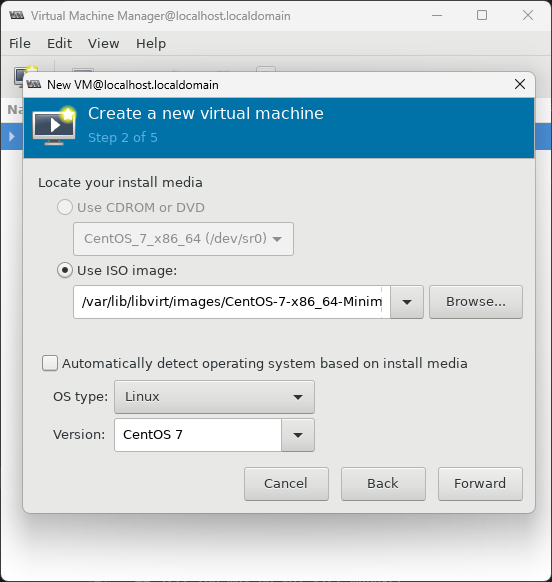 Virtual Machine Manager@localhost.localdomain
File Edit View Help
New VM@localhost.localdomain
Create a new virtual machine
Step 2 of 5
Locate your install media
Use CDROM or DVD
CentOS_7_x86_64 (/dev/sr0)
Use ISO image:
/var/lib/libvirt/images/CentOS-7-x86_64-Minim
Browse...
Automatically detect operating system based on install media
OS type: Linux
Version: CentOS 7
Cancel Back Forward